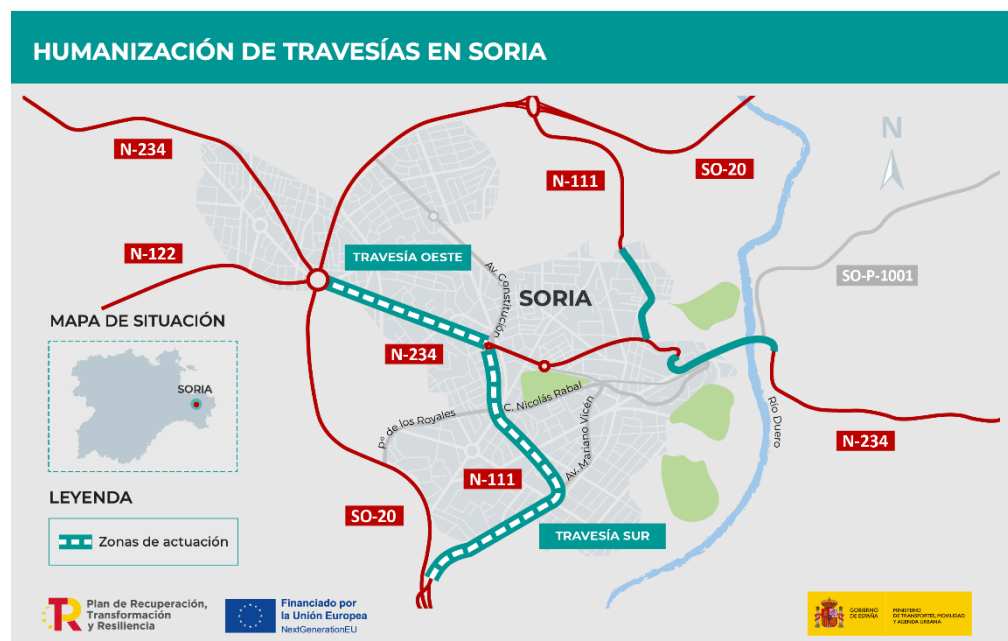 HUMANIZACIÓN DE TRAVESÍAS EN SORIA
N-234
N-111
SO-20
N
N-122
TRAVESÍA OESTE
Av. Constitución
SORIA
SO-P-1001
MAPA DE SITUACIÓN
N-234
SORIA
Pº de los Royales
C. Nicolás Rabal
Av. Mariano Vicén
Río Duero
N-234
N-111
LEYENDA
SO-20
TRAVESÍA SUR
Zonas de actuación
Plan de Recuperación,
Transformación
y Resiliencia
Financiado por
la Unión Europea
NextGenerationEU
GOBIERNO
DE ESPAÑA
MINISTERIO
DE TRANSPORTES, MOVILIDAD
Y AGENDA URBANA